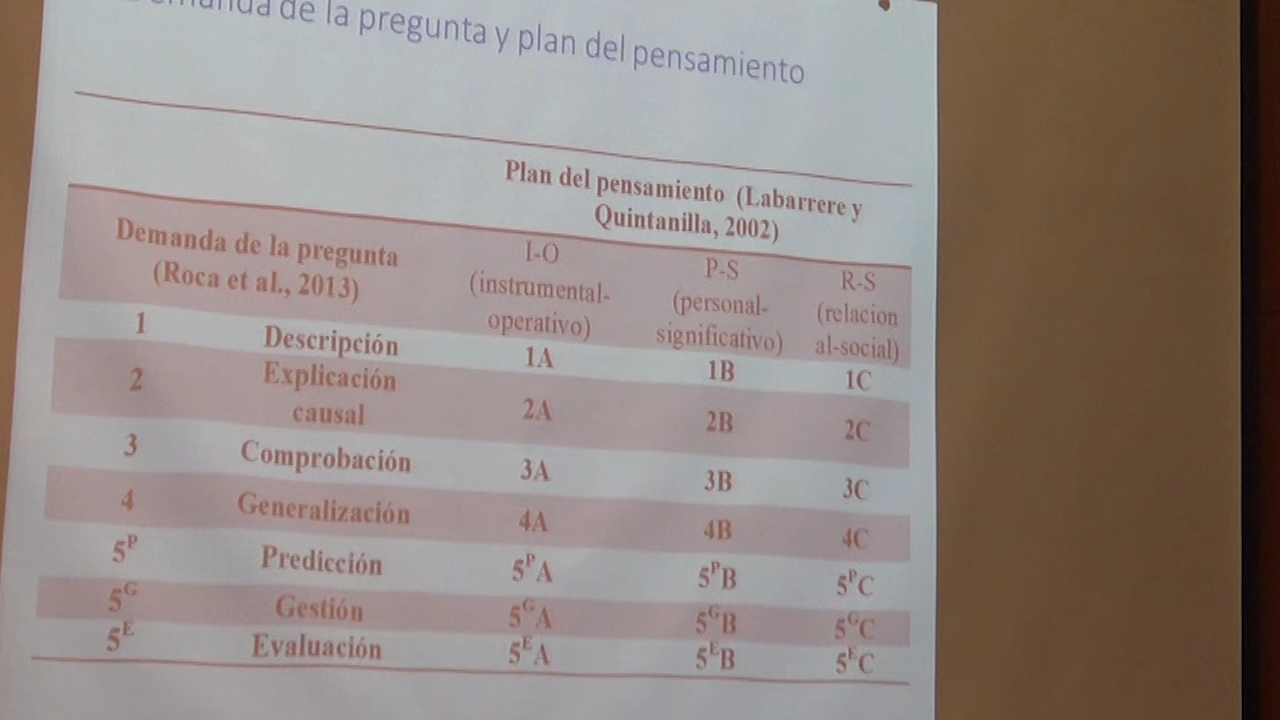 Demanda de la pregunta y plan del pensamiento
Plan del pensamiento (Labarrere y
Quintanilla, 2002)
Demanda de la pregunta
(Roca et al., 2013)
I-O
(instrumental-
operativo)
P-S
(personal-
significativo)
R-S
(relacion
al-social)
1 Descripción 1A 1B 1C
2 Explicación
causal 2A 2B 2C
3 Comprobación 3A 3B 3C
4 Generalización 4A 4B 4C
5ᴾ Predicción 5ᴾA 5ᴾB 5ᴾC
5ᴳ Gestión 5ᴳA 5ᴳB 5ᴳC
5ᴱ Evaluación 5ᴱA 5ᴱB 5ᴱC